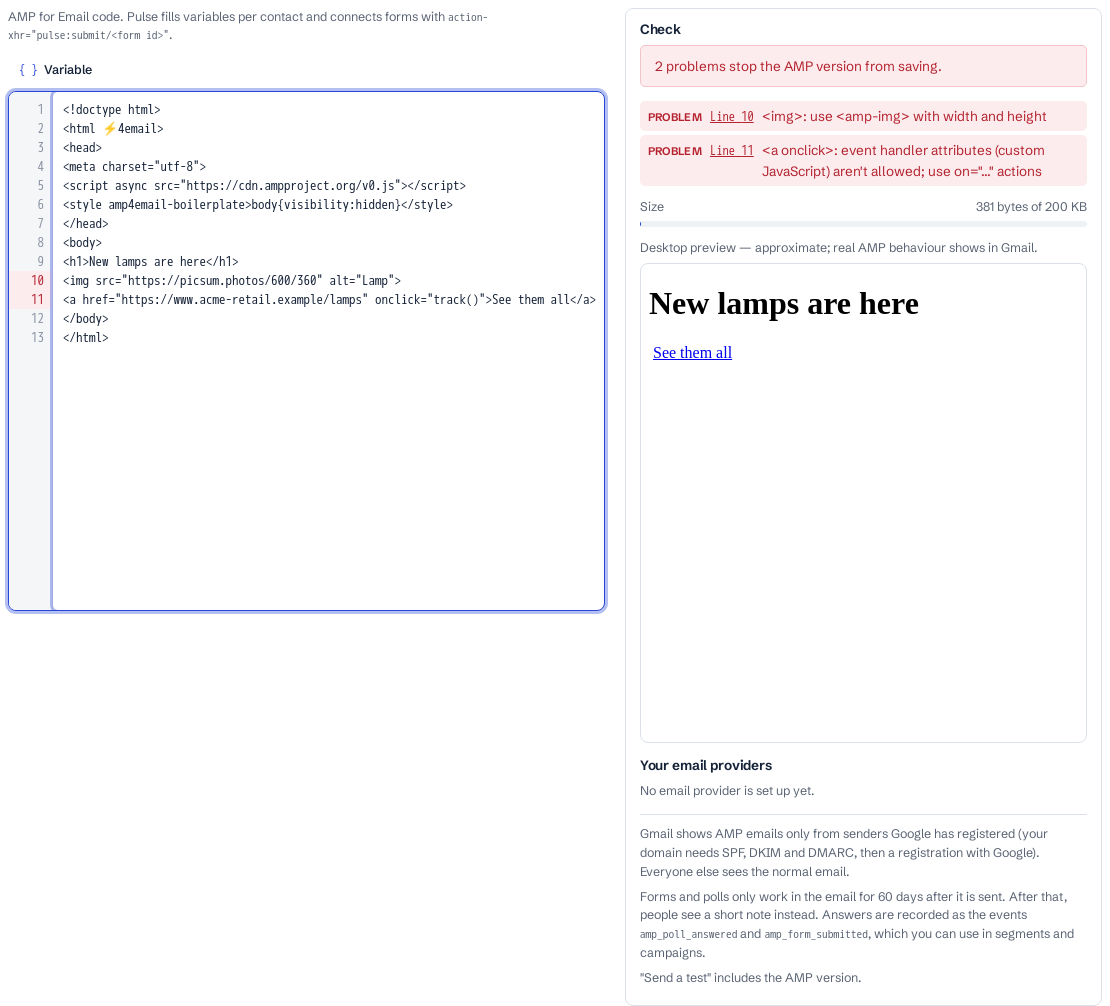 AMP for Email code. Pulse fills variables per contact and connects forms with action-
xhr="pulse:submit/<form id>".
{ } Variable
1 <!doctype html>
2 <html ⚡4email>
3 <head>
4 <meta charset="utf-8">
5 <script async src="https://cdn.ampproject.org/v0.js"></script>
6 <style amp4email-boilerplate>body{visibility:hidden}</style>
7 </head>
8 <body>
9 <h1>New lamps are here</h1>
10 <img src="https://picsum.photos/600/360" alt="Lamp">
11 <a href="https://www.acme-retail.example/lamps" onclick="track()">See them all</a>
12 </body>
13 </html>
Check
2 problems stop the AMP version from saving.
PROBLEM Line 10 <img>: use <amp-img> with width and height
PROBLEM Line 11 <a onclick>: event handler attributes (custom
JavaScript) aren't allowed; use on="..." actions
Size 381 bytes of 200 KB
Desktop preview — approximate; real AMP behaviour shows in Gmail.
New lamps are here
See them all
Your email providers
No email provider is set up yet.
Gmail shows AMP emails only from senders Google has registered (your
domain needs SPF, DKIM and DMARC, then a registration with Google).
Everyone else sees the normal email.
Forms and polls only work in the email for 60 days after it is sent. After that,
people see a short note instead. Answers are recorded as the events
amp_poll_answered and amp_form_submitted, which you can use in segments and
campaigns.
"Send a test" includes the AMP version.